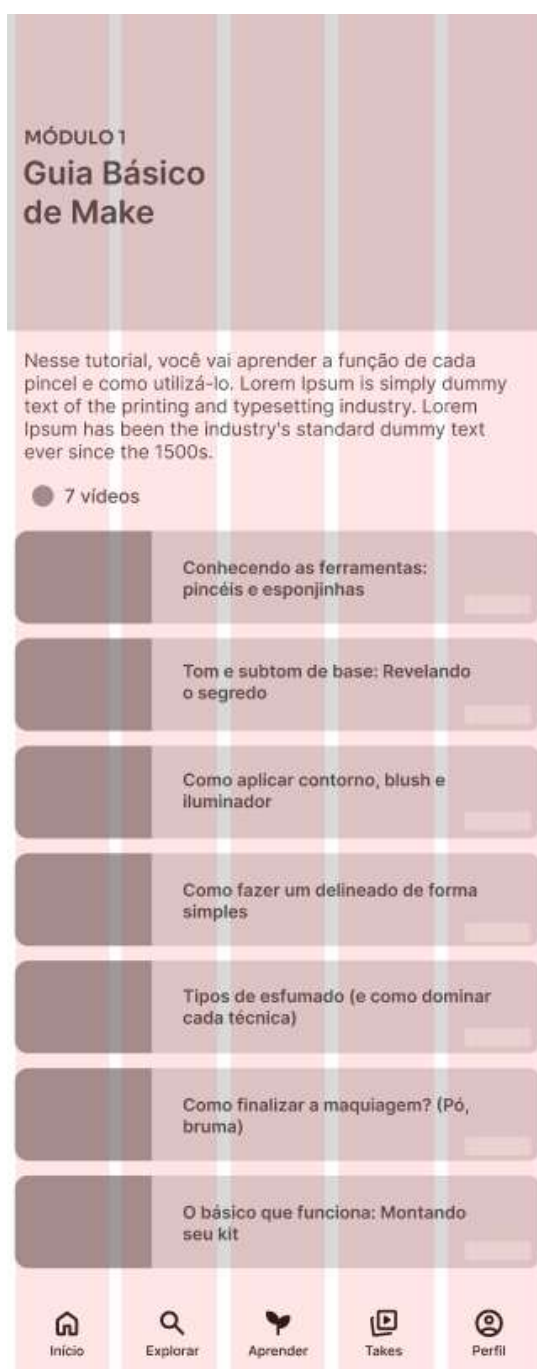 MÓDULO 1
Guia Básico
de Make
Nesse tutorial, você vai aprender a função de cada
pincel e como utilizá-lo. Lorem Ipsum is simply dummy
text of the printing and typesetting industry. Lorem
Ipsum has been the industry's standard dummy text
ever since the 1500s.
7 vídeos
Conhecendo as ferramentas:
pincéis e esponjinhas
Tom e subtom de base: Revelando
o segredo
Como aplicar contorno, blush e
iluminador
Como fazer um delineado de forma
simples
Tipos de esfumado (e como dominar
cada técnica)
Como finalizar a maquiagem? (Pó,
bruma)
O básico que funciona: Montando
seu kit
Início
Explorar
Aprender
Takes
Perfil